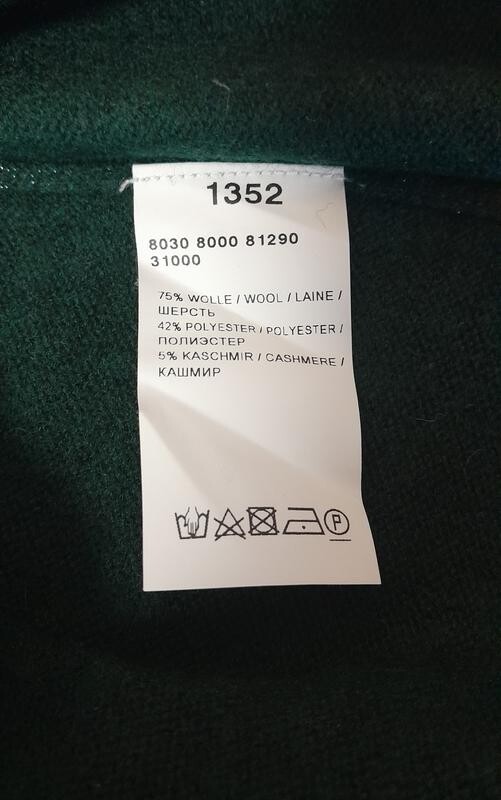 1352
8030 8000 81290
31000
75% WOLLE / WOOL / LAINE /
ШЕРСТЬ
42% POLYESTER / POLYESTER /
ПОЛИЭСТЕР
5% KASCHMIR / CASHMERE /
КАШМИР
P